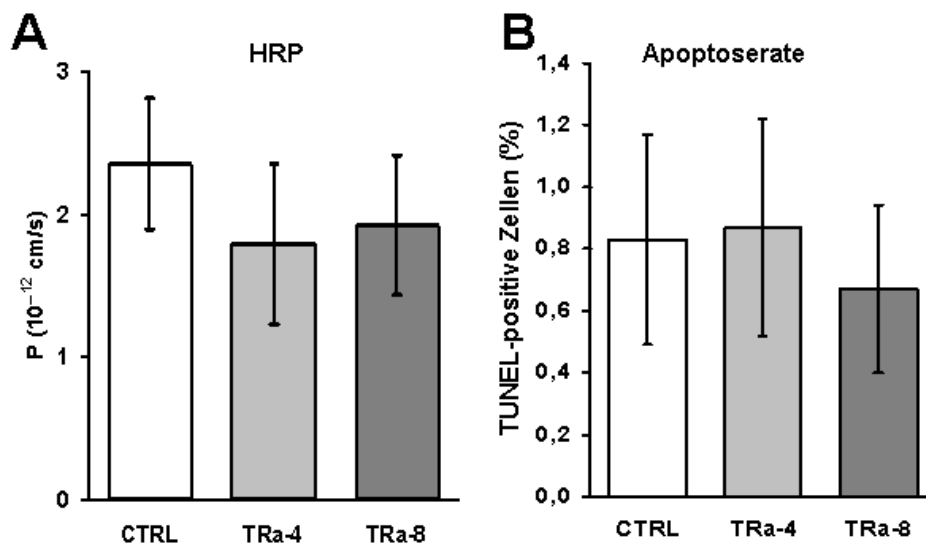 A
HRP
P (10⁻¹² cm/s)
3
2
1
0
CTRL
TRa-4
TRa-8
B
Apoptoserate
TUNEL-positive Zellen (%)
1,4
1,2
1,0
0,8
0,6
0,4
0,2
0,0
CTRL
TRa-4
TRa-8